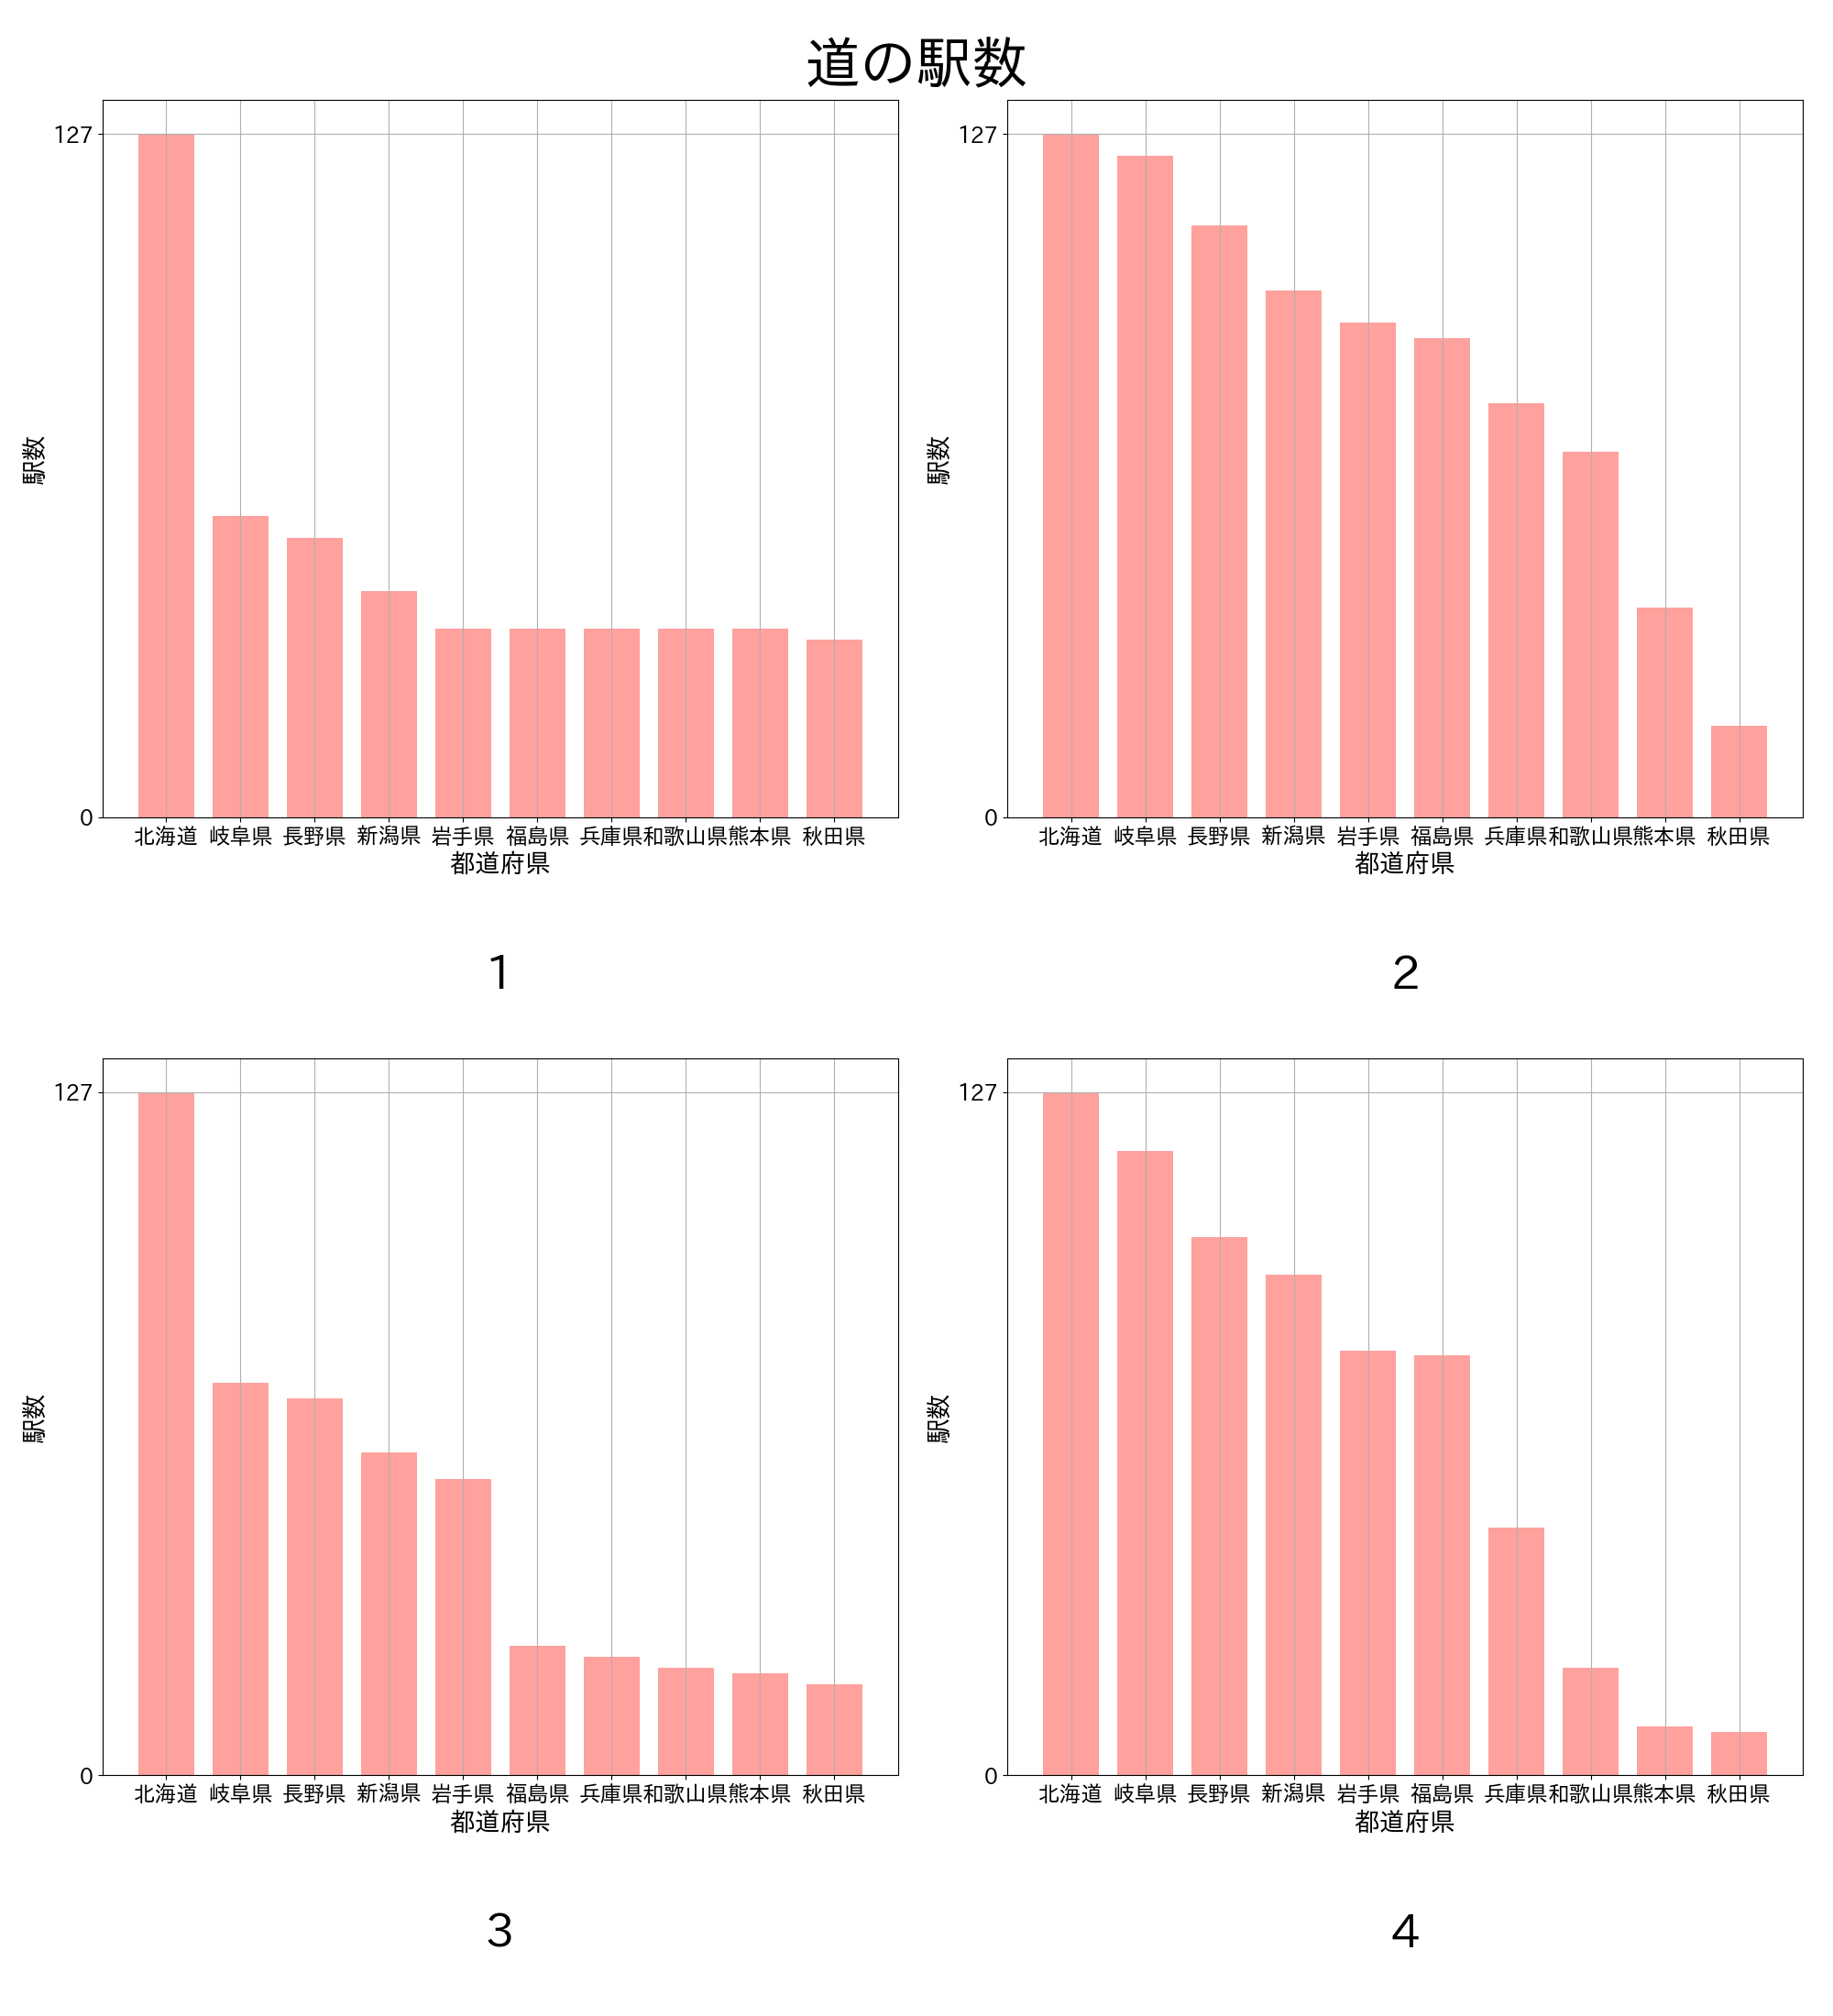 道の駅数
127
駅数
0
北海道 岐阜県 長野県 新潟県 岩手県 福島県 兵庫県 和歌山県 熊本県 秋田県
都道府県
1
127
駅数
0
北海道 岐阜県 長野県 新潟県 岩手県 福島県 兵庫県 和歌山県 熊本県 秋田県
都道府県
2
127
駅数
0
北海道 岐阜県 長野県 新潟県 岩手県 福島県 兵庫県 和歌山県 熊本県 秋田県
都道府県
3
127
駅数
0
北海道 岐阜県 長野県 新潟県 岩手県 福島県 兵庫県 和歌山県 熊本県 秋田県
都道府県
4